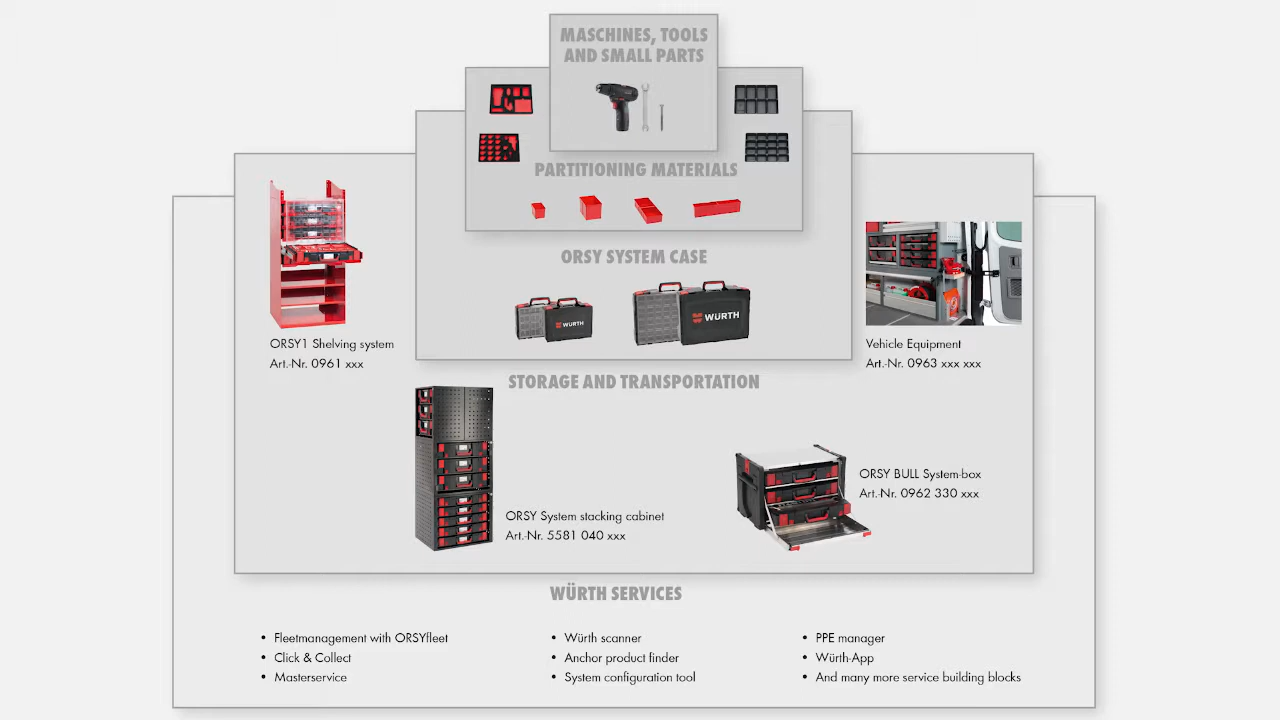 MASCHINES, TOOLS
AND SMALL PARTS
PARTITIONING MATERIALS
ORSY SYSTEM CASE
WÜRTH
WÜRTH
ORSY1 Shelving system
Art.-Nr. 0961 xxx
Vehicle Equipment
Art.-Nr. 0963 xxx xxx
STORAGE AND TRANSPORTATION
ORSY System stacking cabinet
Art.-Nr. 5581 040 xxx
ORSY BULL System-box
Art.-Nr. 0962 330 xxx
WÜRTH SERVICES
• Fleetmanagement with ORSYfleet
• Click & Collect
• Masterservice
• Würth scanner
• Anchor product finder
• System configuration tool
• PPE manager
• Würth-App
• And many more service building blocks